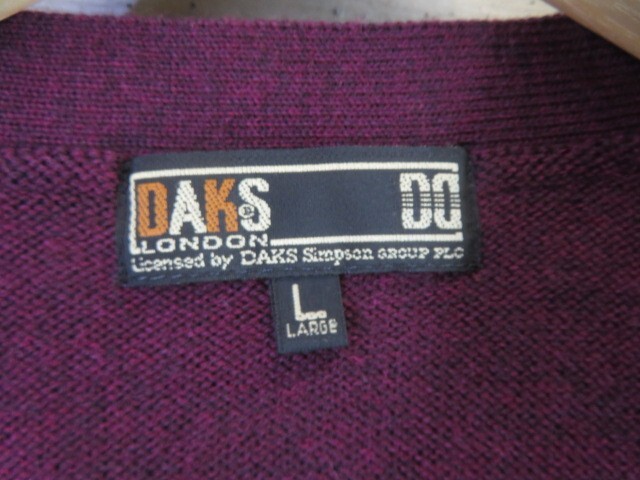 DAKS DD
LONDON
Licensed by DAKS Simpson GROUP PLC
L
LARGE